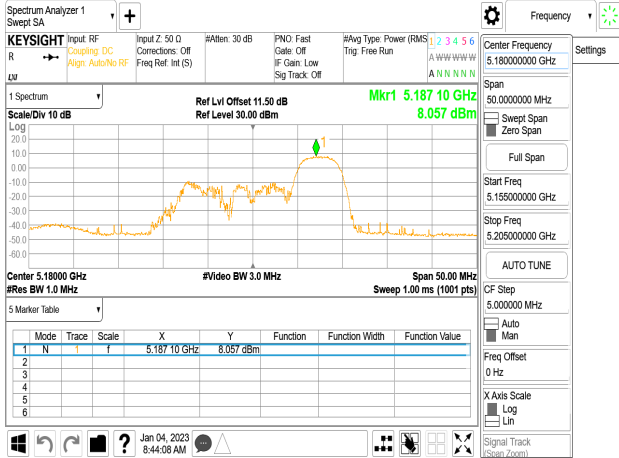 Spectrum Analyzer 1
Swept SA
Frequency
Settings
KEYSIGHT
R
Input: RF
Coupling: DC
Align: Auto/No RF
Input Z: 50 Ω
Corrections: Off
Freq Ref: Int (S)
#Atten: 30 dB
PNO: Fast
Gate: Off
IF Gain: Low
Sig Track: Off
#Avg Type: Power (RMS
Trig: Free Run
1 2 3 4 5 6
A W W W W W
A N N N N N
1 Spectrum
Scale/Div 10 dB
Ref Lvl Offset 11.50 dB
Ref Level 30.00 dBm
Mkr1 5.187 10 GHz
8.057 dBm
Log
20.0
10.0
0.00
-10.0
-20.0
-30.0
-40.0
-50.0
-60.0
1
Center 5.18000 GHz
#Res BW 1.0 MHz
#Video BW 3.0 MHz
Span 50.00 MHz
Sweep 1.00 ms (1001 pts)
5 Marker Table
Mode Trace Scale X Y Function Function Width Function Value
1 N 1 f 5.187 10 GHz 8.057 dBm
2
3
4
5
6
Jan 04, 2023
8:44:08 AM
Center Frequency
5.180000000 GHz
Span
50.0000000 MHz
Swept Span
Zero Span
Full Span
Start Freq
5.155000000 GHz
Stop Freq
5.205000000 GHz
AUTO TUNE
CF Step
5.000000 MHz
Auto
Man
Freq Offset
0 Hz
X Axis Scale
Log
Lin
Signal Track
(Span Zoom)